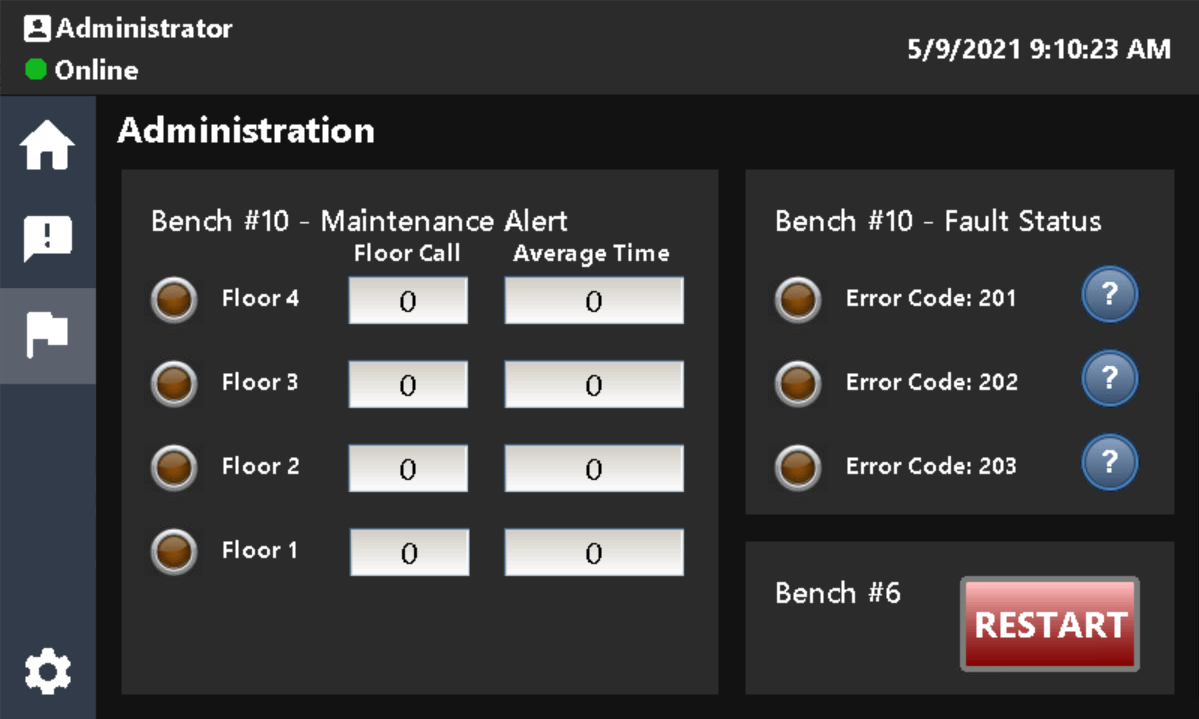 Administrator
Online
5/9/2021 9:10:23 AM
Administration
Bench #10 - Maintenance Alert
Floor Call Average Time
Floor 4 0 0
Floor 3 0 0
Floor 2 0 0
Floor 1 0 0
Bench #10 - Fault Status
Error Code: 201 ?
Error Code: 202 ?
Error Code: 203 ?
Bench #6
RESTART